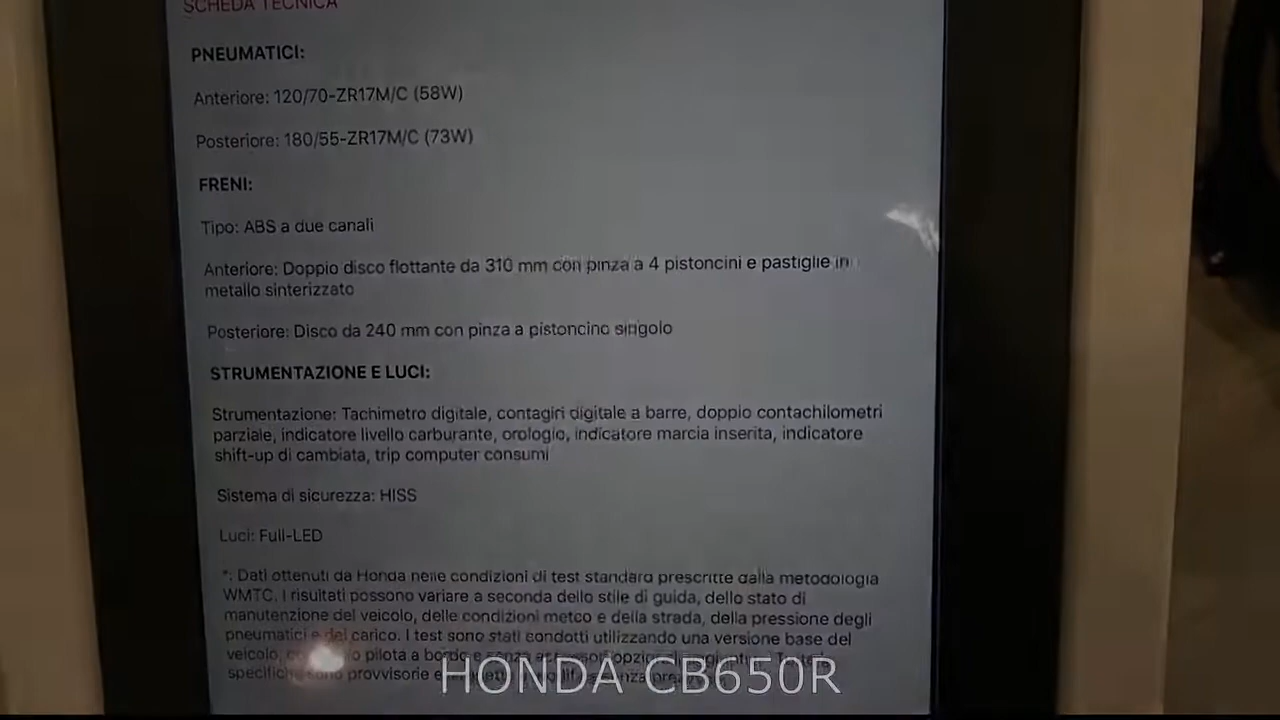 SCHEDA TECNICA
PNEUMATICI:
Anteriore: 120/70-ZR17M/C (58W)
Posteriore: 180/55-ZR17M/C (73W)
FRENI:
Tipo: ABS a due canali
Anteriore: Doppio disco flottante da 310 mm con pinza a 4 pistoncini e pastiglie in
metallo sinterizzato
Posteriore: Disco da 240 mm con pinza a pistoncino singolo
STRUMENTAZIONE E LUCI:
Strumentazione: Tachimetro digitale, contagiri digitale a barre, doppio contachilometri
parziale, indicatore livello carburante, orologio, indicatore marcia inserita, indicatore
shift-up di cambiata, trip computer consumi
Sistema di sicurezza: HISS
Luci: Full-LED
*: Dati ottenuti da Honda nelle condizioni di test standard prescritte dalla metodologia
WMTC. I risultati possono variare a seconda dello stile di guida, dello stato di
manutenzione del veicolo, delle condizioni meteo e della strada, della pressione degli
pneumatici e del carico. I test sono stati condotti utilizzando una versione base del
veicolo, pilota a bordo e senza
specifiche sono provvisorie e
HONDA CB650R